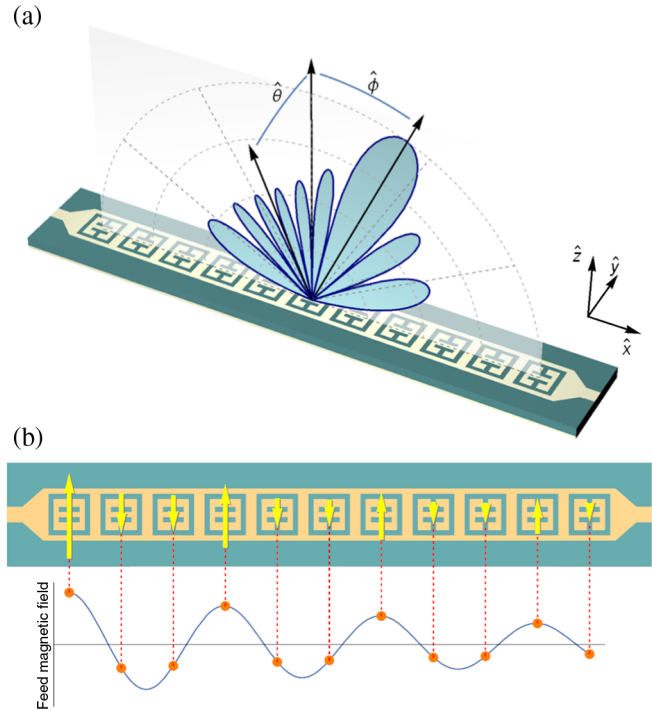 (a)
θ̂
ϕ̂
ẑ
ŷ
x̂
(b)
Feed magnetic field